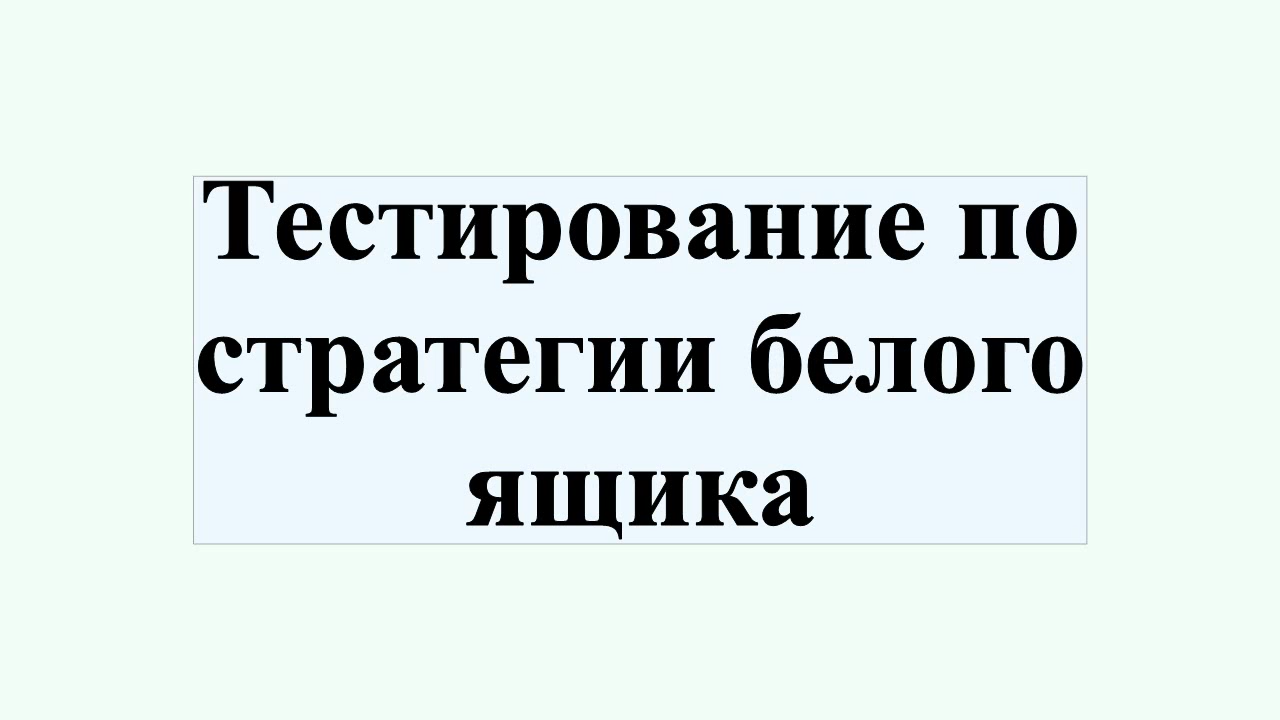 Тестирование по
стратегии белого
ящика